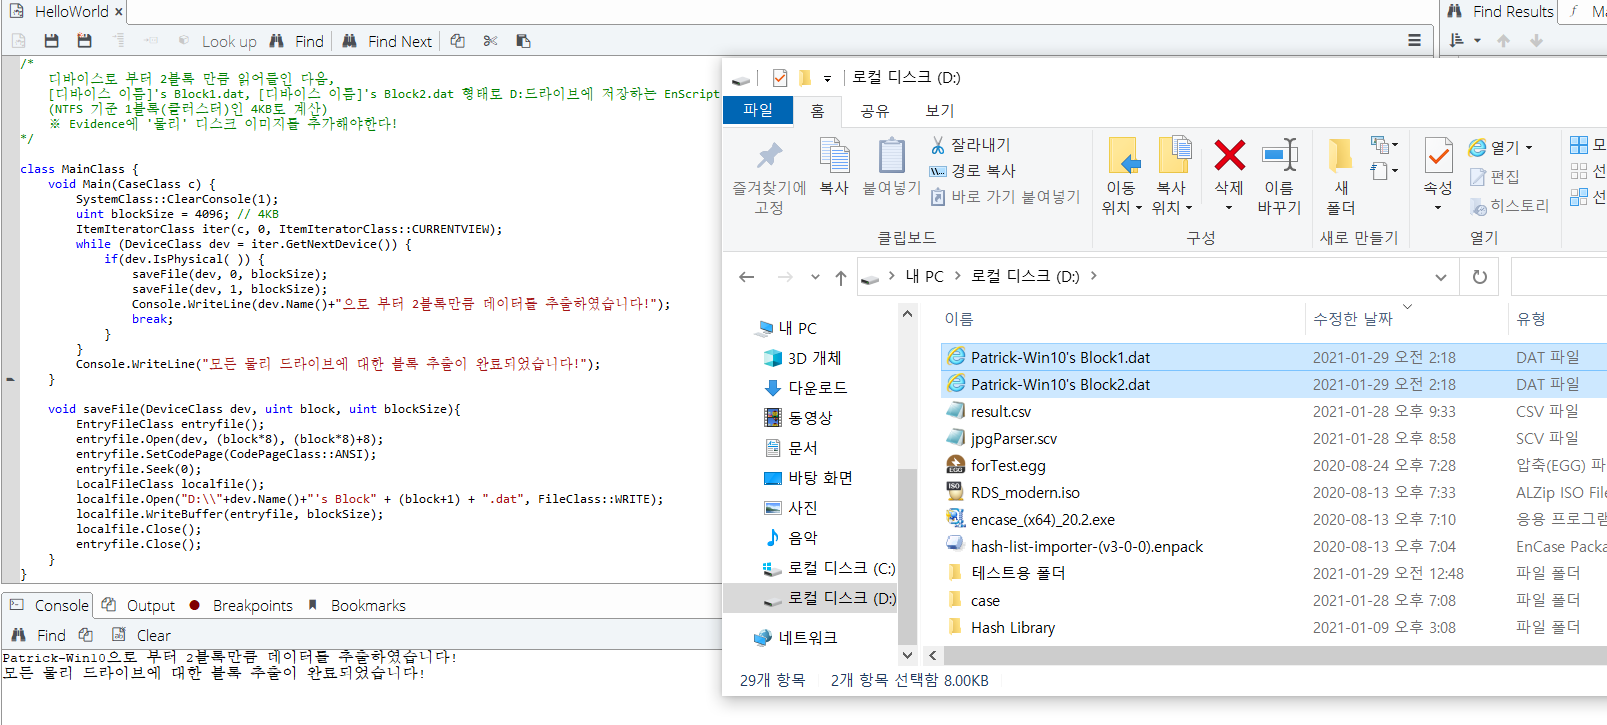 HelloWorld ×
Look up
Find
Find Next
Find Results
/*
디바이스로 부터 2블록 만큼 읽어들인 다음,
[디바이스 이름]'s Block1.dat, [디바이스 이름]'s Block2.dat 형태로 D:드라이브에 저장하는 EnScript
(NTFS 기준 1블록(클러스터)인 4KB로 계산)
※ Evidence에 '물리' 디스크 이미지를 추가해야한다!
*/
class MainClass {
void Main(CaseClass c) {
SystemClass::ClearConsole(1);
uint blockSize = 4096; // 4KB
ItemIteratorClass iter(c, 0, ItemIteratorClass::CURRENTVIEW);
while (DeviceClass dev = iter.GetNextDevice()) {
if(dev.IsPhysical( )) {
saveFile(dev, 0, blockSize);
saveFile(dev, 1, blockSize);
Console.WriteLine(dev.Name()+"으로 부터 2블록만큼 데이터를 추출하였습니다!");
break;
}
}
Console.WriteLine("모든 물리 드라이브에 대한 블록 추출이 완료되었습니다!");
}
void saveFile(DeviceClass dev, uint block, uint blockSize){
EntryFileClass entryfile();
entryfile.Open(dev, (block*8), (block*8)+8);
entryfile.SetCodePage(CodePageClass::ANSI);
entryfile.Seek(0);
LocalFileClass localfile();
localfile.Open("D:\\"+dev.Name()+"'s Block" + (block+1) + ".dat", FileClass::WRITE);
localfile.WriteBuffer(entryfile, blockSize);
localfile.Close();
entryfile.Close();
}
}
Console
Output
Breakpoints
Bookmarks
Find
Clear
Patrick-Win10으로 부터 2블록만큼 데이터를 추출하였습니다!
모든 물리 드라이브에 대한 블록 추출이 완료되었습니다!
로컬 디스크 (D:)
파일
홈
공유
보기
즐겨찾기에
고정
복사
붙여넣기
잘라내기
경로 복사
바로 가기 붙여넣기
클립보드
이동
위치
복사
위치
삭제
이름
바꾸기
구성
새
폴더
새로 만들기
속성
열기
편집
히스토리
열기
내 PC > 로컬 디스크 (D:) >
내 PC
3D 개체
다운로드
동영상
문서
바탕 화면
사진
음악
로컬 디스크 (C:)
로컬 디스크 (D:)
네트워크
이름 수정한 날짜 유형
Patrick-Win10's Block1.dat 2021-01-29 오전 2:18 DAT 파일
Patrick-Win10's Block2.dat 2021-01-29 오전 2:18 DAT 파일
result.csv 2021-01-28 오후 9:33 CSV 파일
jpgParser.scv 2021-01-28 오후 8:58 SCV 파일
forTest.egg 2020-08-24 오후 7:28 압축(EGG) 파
RDS_modern.iso 2020-08-13 오후 7:33 ALZip ISO File
encase_(x64)_20.2.exe 2020-08-13 오후 7:10 응용 프로그램
hash-list-importer-(v3-0-0).enpack 2020-08-13 오후 7:04 EnCase Packa
테스트용 폴더 2021-01-29 오전 12:48 파일 폴더
case 2021-01-28 오후 7:08 파일 폴더
Hash Library 2021-01-09 오후 3:08 파일 폴더
29개 항목 2개 항목 선택함 8.00KB